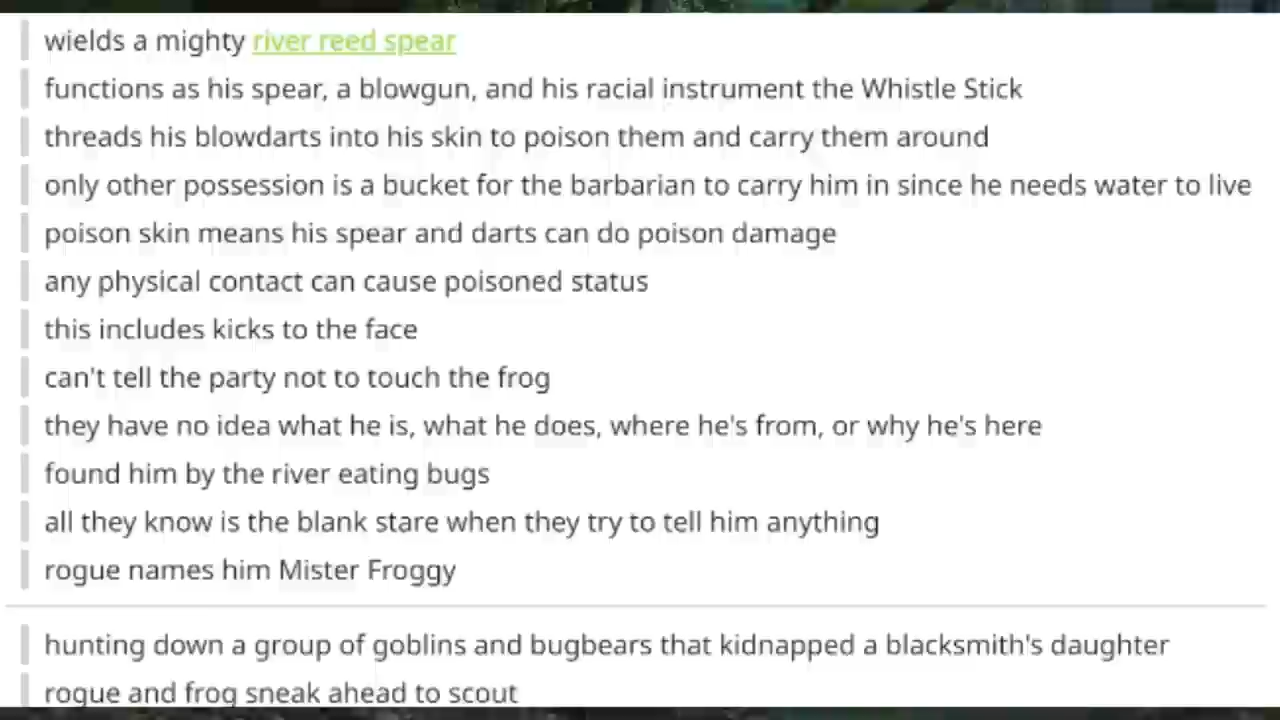 wields a mighty river reed spear
functions as his spear, a blowgun, and his racial instrument the Whistle Stick
threads his blowdarts into his skin to poison them and carry them around
only other possession is a bucket for the barbarian to carry him in since he needs water to live
poison skin means his spear and darts can do poison damage
any physical contact can cause poisoned status
this includes kicks to the face
can't tell the party not to touch the frog
they have no idea what he is, what he does, where he's from, or why he's here
found him by the river eating bugs
all they know is the blank stare when they try to tell him anything
rogue names him Mister Froggy
hunting down a group of goblins and bugbears that kidnapped a blacksmith's daughter
rogue and frog sneak ahead to scout